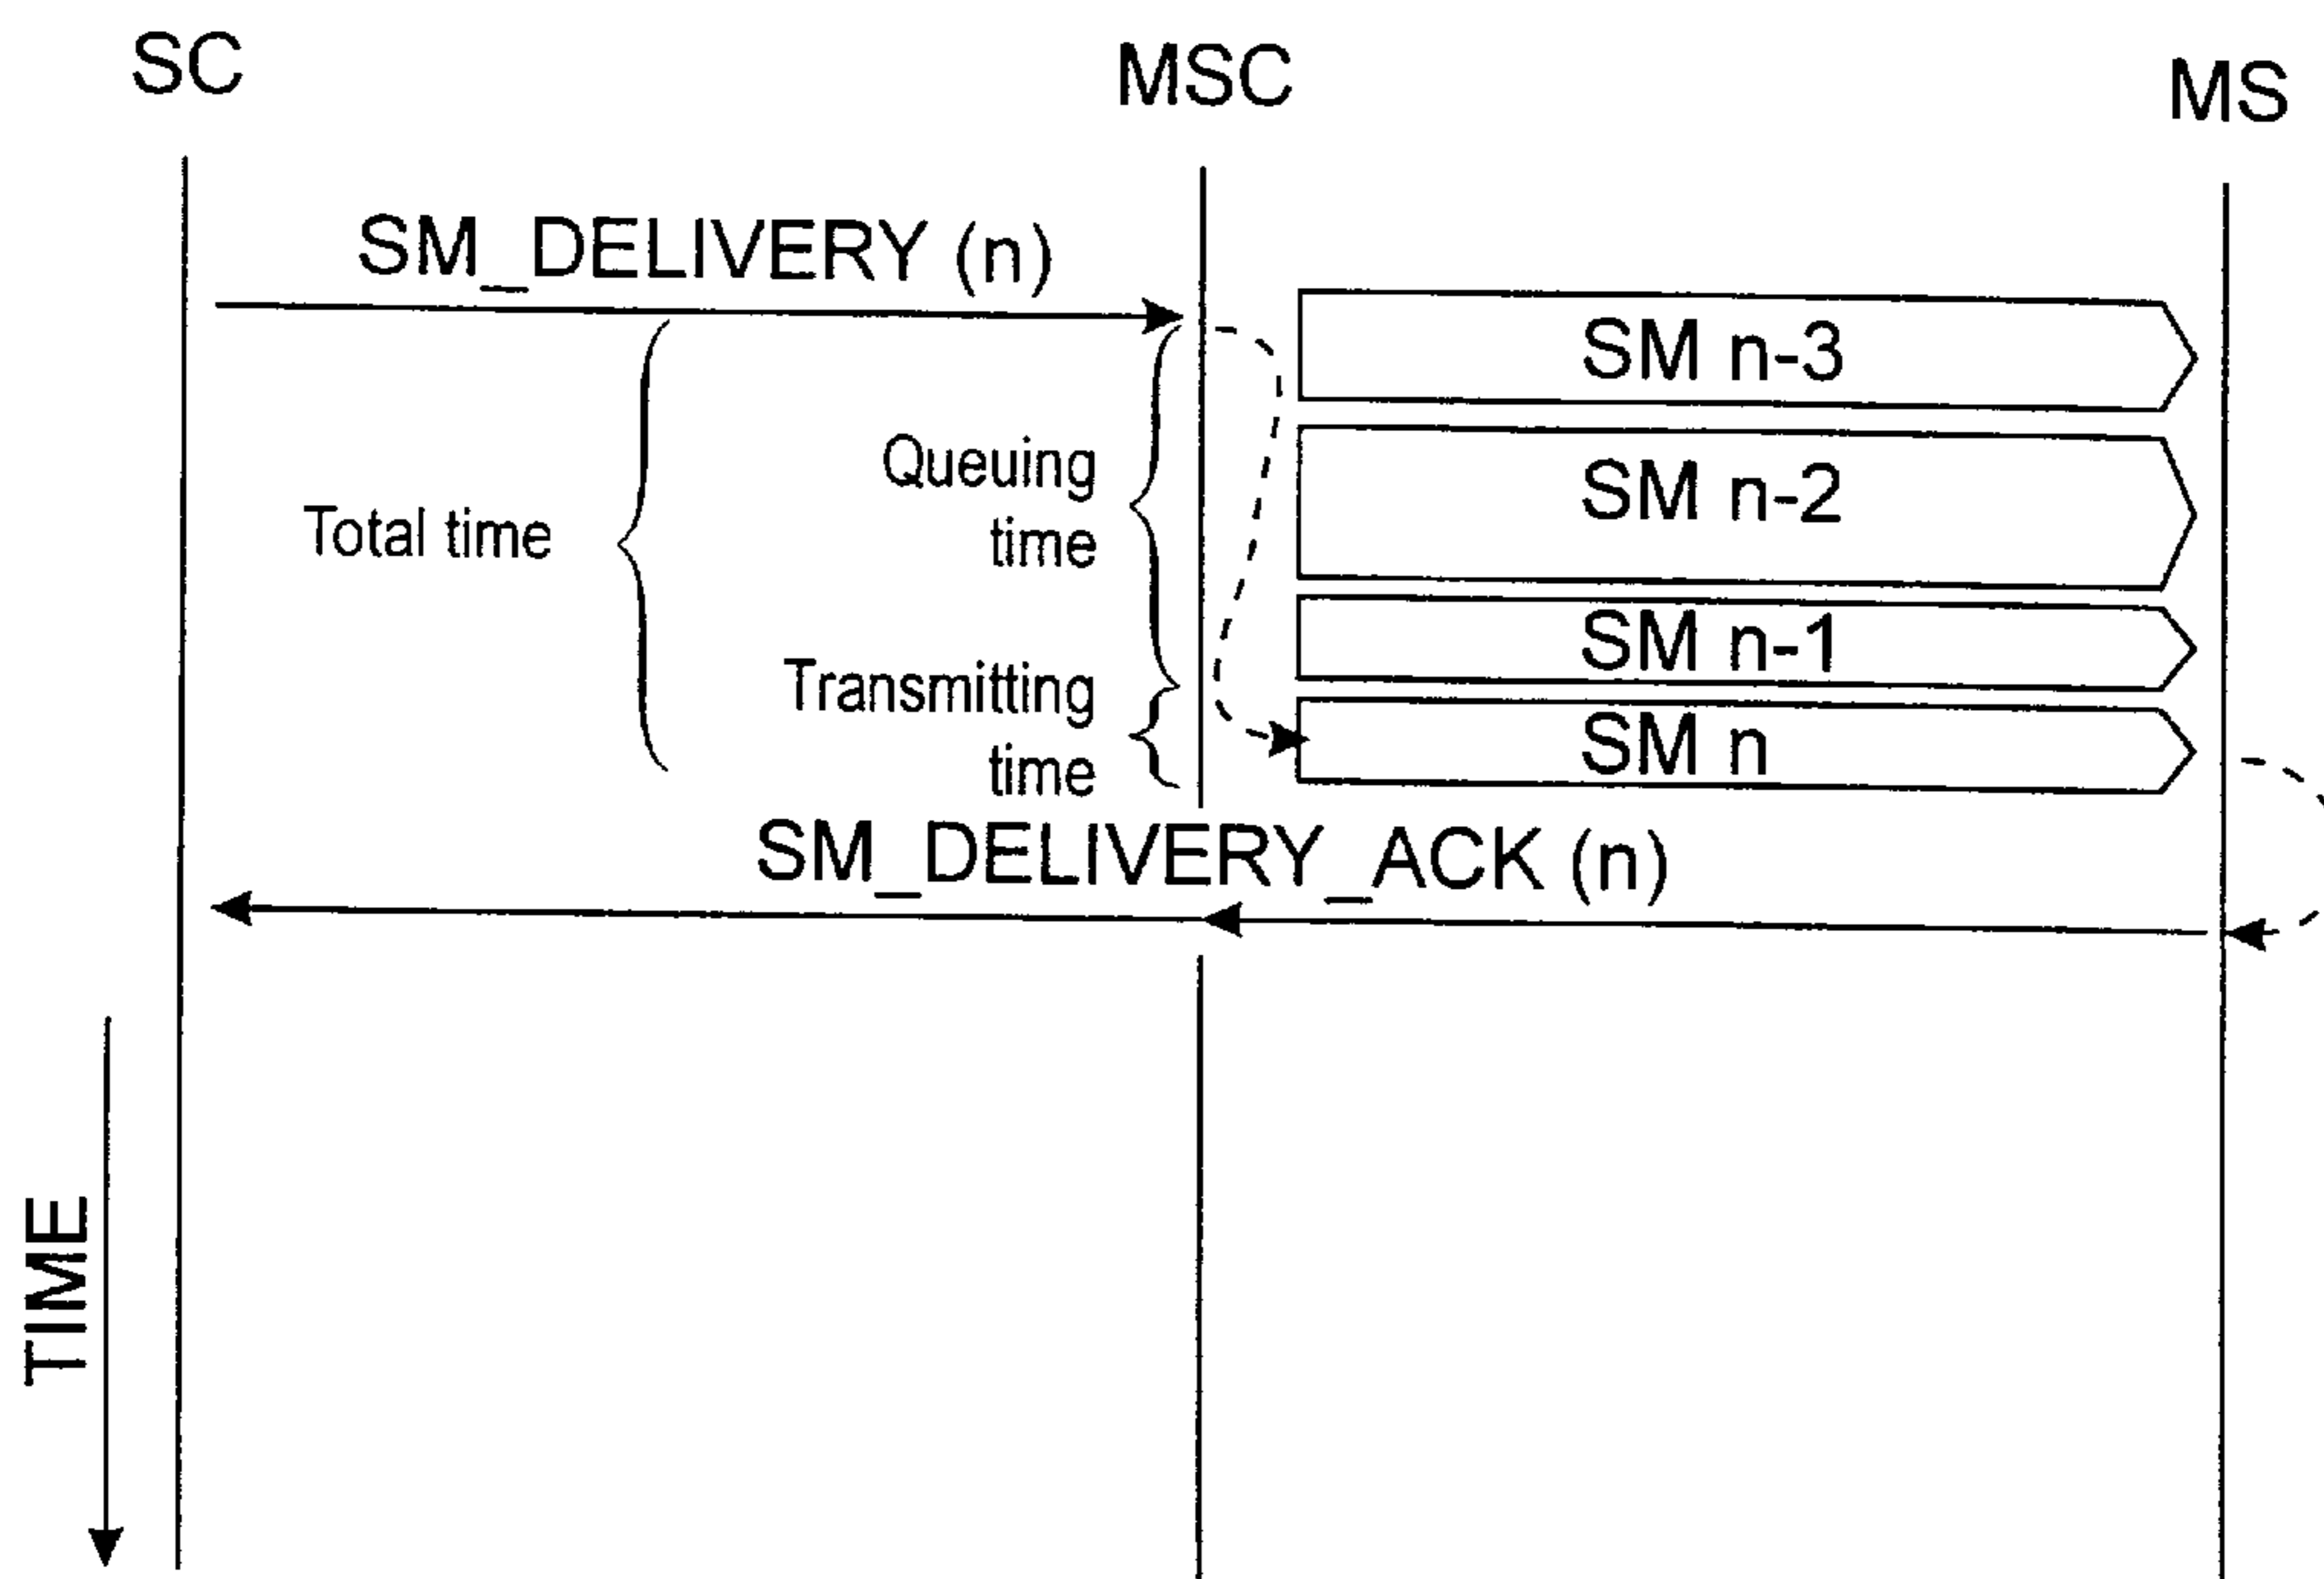 SC
MSC
MS
SM_DELIVERY (n)
SM n-3
Queuing
time
SM n-2
Total time
SM n-1
Transmitting
time
SM n
SM_DELIVERY_ACK (n)
TIME